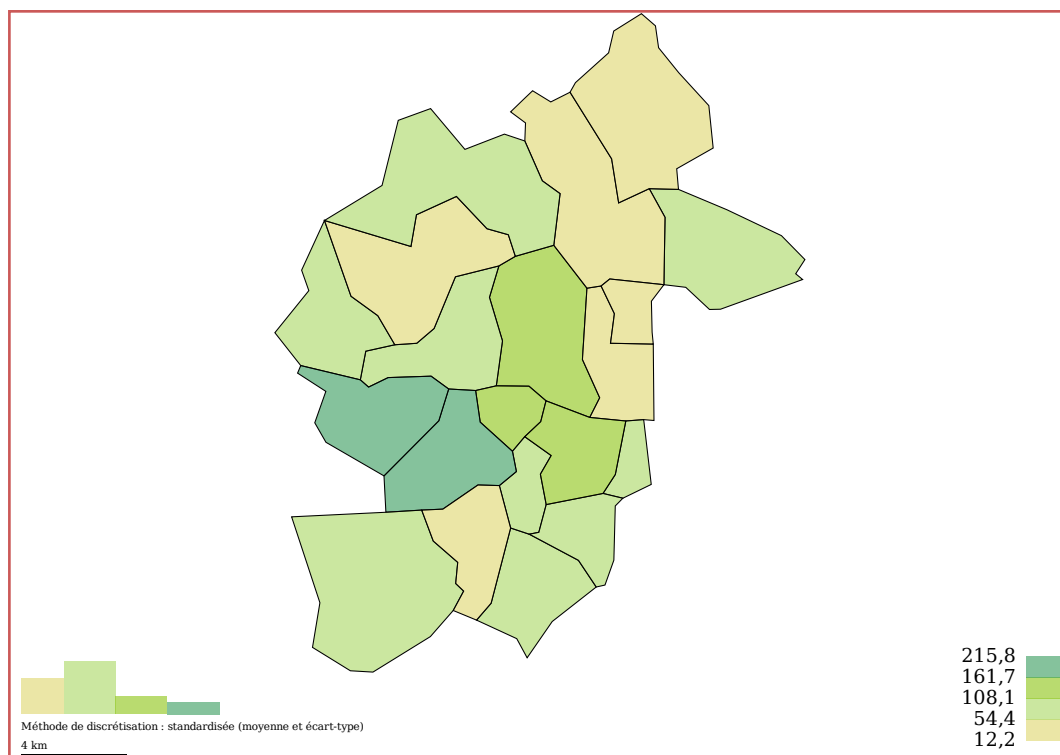 215,8
161,7
108,1
54,4
12,2
Méthode de discrétisation : standardisée (moyenne et écart-type)
4 km